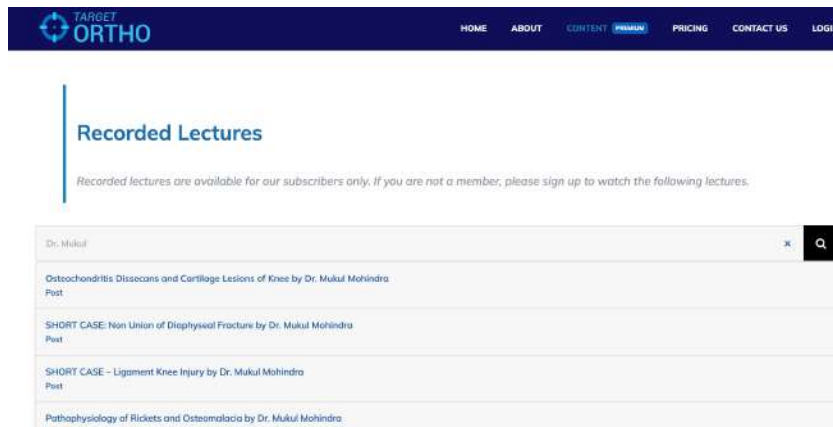 TARGET
ORTHO
HOME ABOUT CONTENT PREMIUM PRICING CONTACT US LOGI
Recorded Lectures
Recorded lectures are available for our subscribers only. If you are not a member, please sign up to watch the following lectures.
Dr. Mukul
Osteochondritis Dissecans and Cartilage Lesions of Knee by Dr. Mukul Mohindra
Post
SHORT CASE: Non Union of Diaphyseal Fracture by Dr. Mukul Mohindra
Post
SHORT CASE – Ligament Knee Injury by Dr. Mukul Mohindra
Post
Pathophysiology of Rickets and Osteomalacia by Dr. Mukul Mohindra